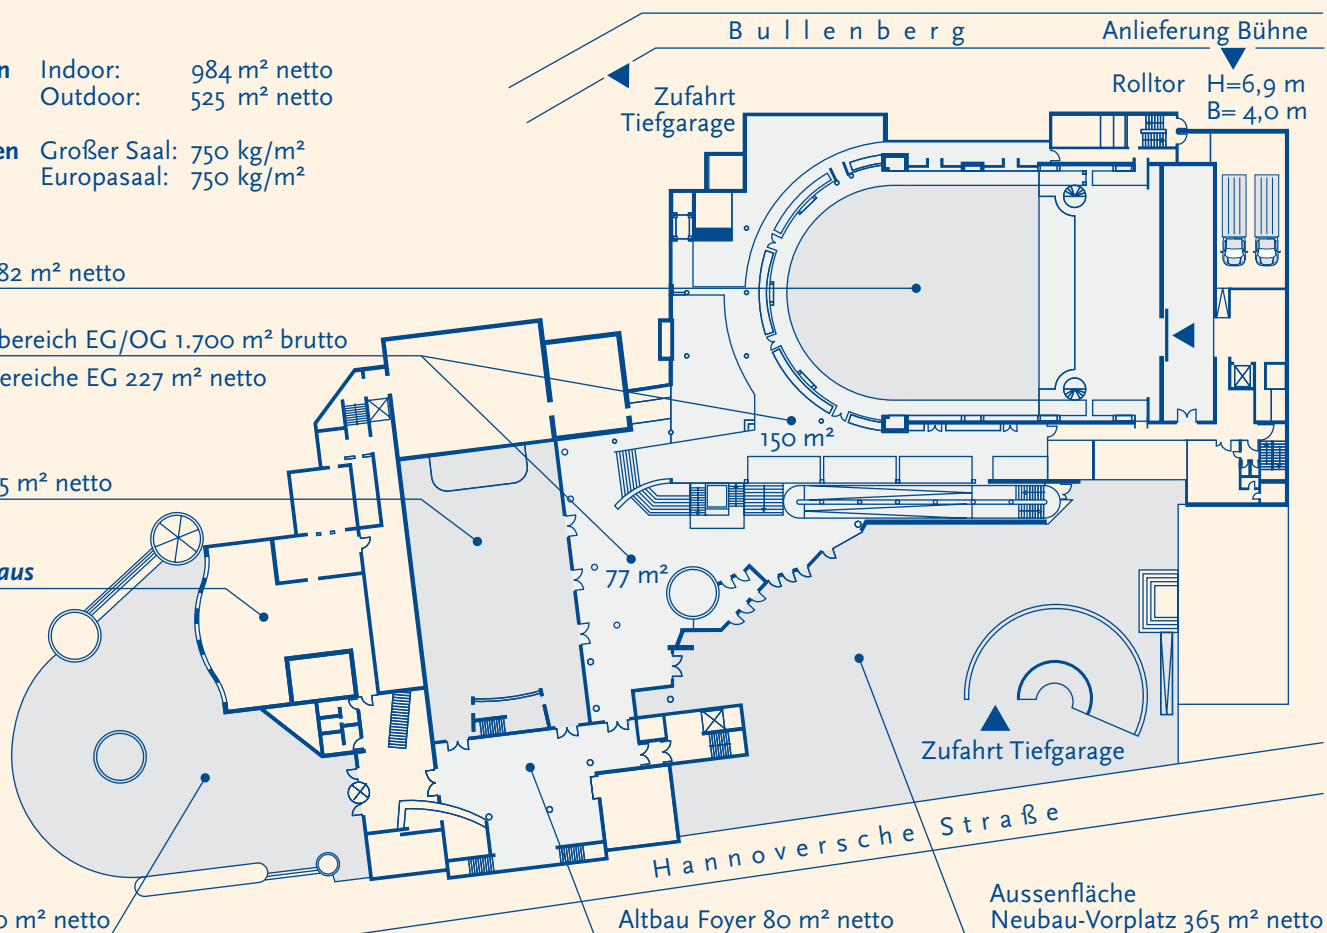 Bullenberg
Anlieferung Bühne
n Indoor: 984 m² netto
Outdoor: 525 m² netto
Zufahrt
Tiefgarage
Rolltor H=6,9 m
B= 4,0 m
en Großer Saal: 750 kg/m²
Europasaal: 750 kg/m²
82 m² netto
bereich EG/OG 1.700 m² brutto
ereiche EG 227 m² netto
150 m²
5 m² netto
aus
77 m²
Zufahrt Tiefgarage
Hannoversche Straße
0 m² netto
Altbau Foyer 80 m² netto
Aussenfläche
Neubau-Vorplatz 365 m² netto